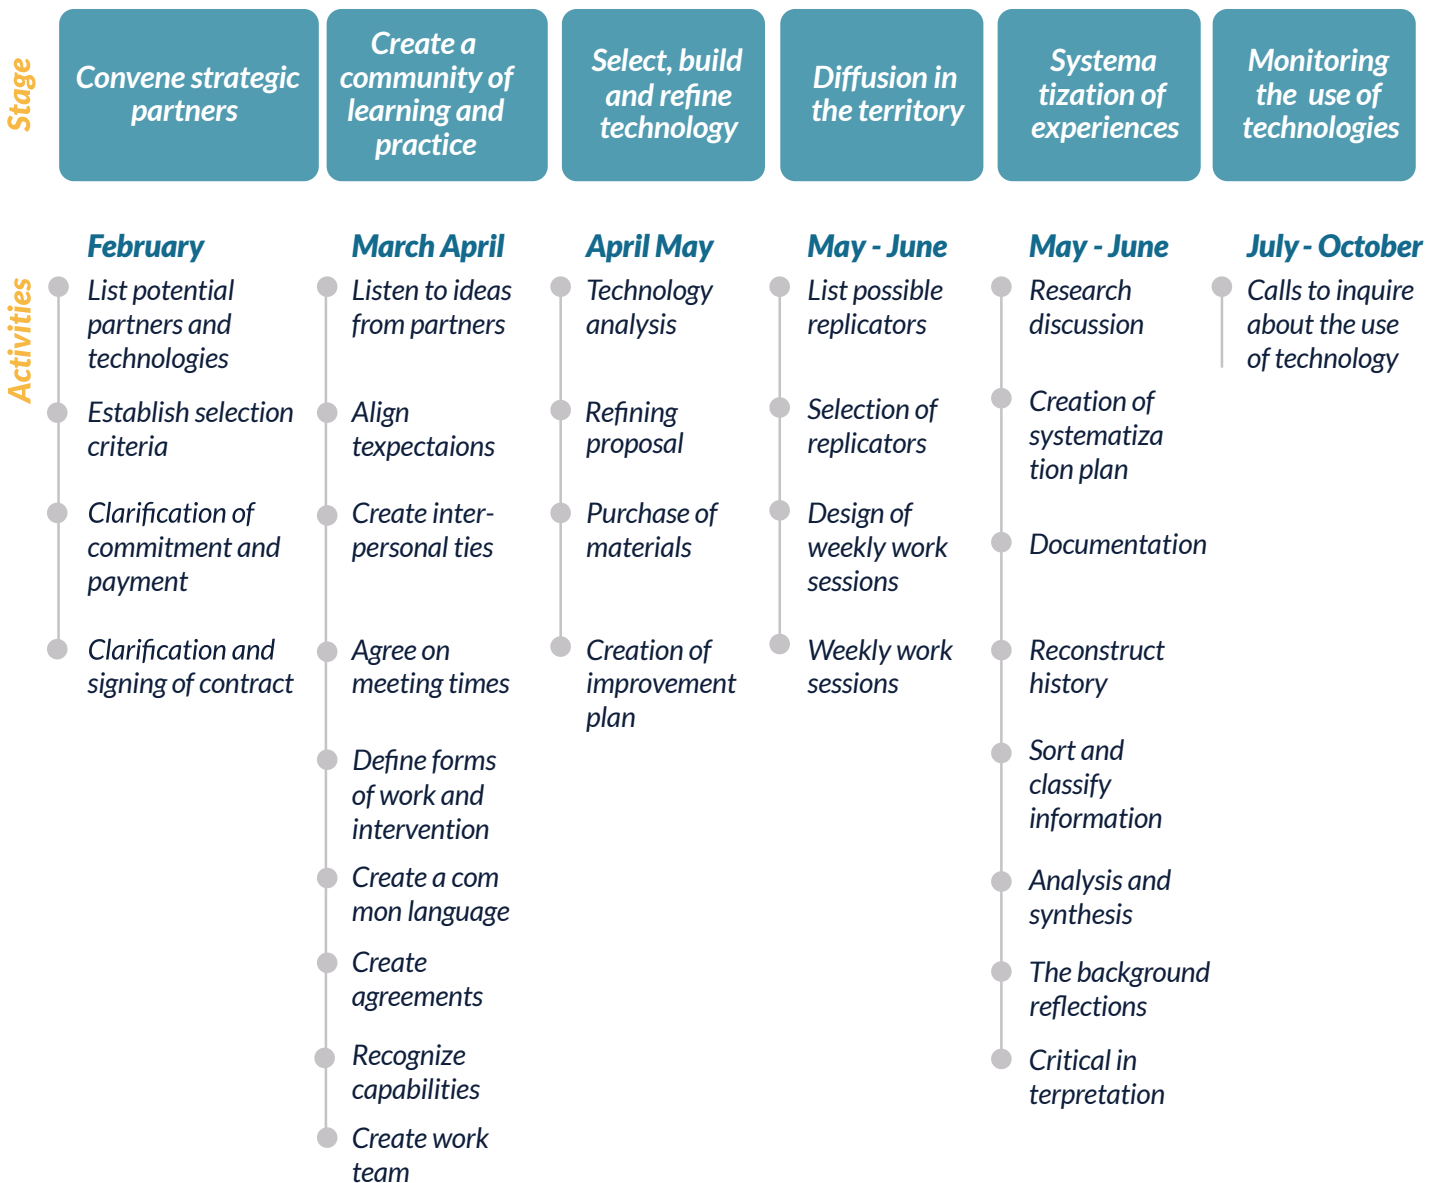 Stage
Convene strategic
partners
Create a
community of
learning and
practice
Select, build
and refine
technology
Diffusion in
the territory
Systema
tization of
experiences
Monitoring
the use of
technologies
Activities
February
List potential
partners and
technologies
Establish selection
criteria
Clarification of
commitment and
payment
Clarification and
signing of contract
March April
Listen to ideas
from partners
Align
texpectaions
Create inter-
personal ties
Agree on
meeting times
Define forms
of work and
intervention
Create a com
mon language
Create
agreements
Recognize
capabilities
Create work
team
April May
Technology
analysis
Refining
proposal
Purchase of
materials
Creation of
improvement
plan
May - June
List possible
replicators
Selection of
replicators
Design of
weekly work
sessions
Weekly work
sessions
May - June
Research
discussion
Creation of
systematiza
tion plan
Documentation
Reconstruct
history
Sort and
classify
information
Analysis and
synthesis
The background
reflections
Critical in
terpretation
July - October
Calls to inquire
about the use
of technology